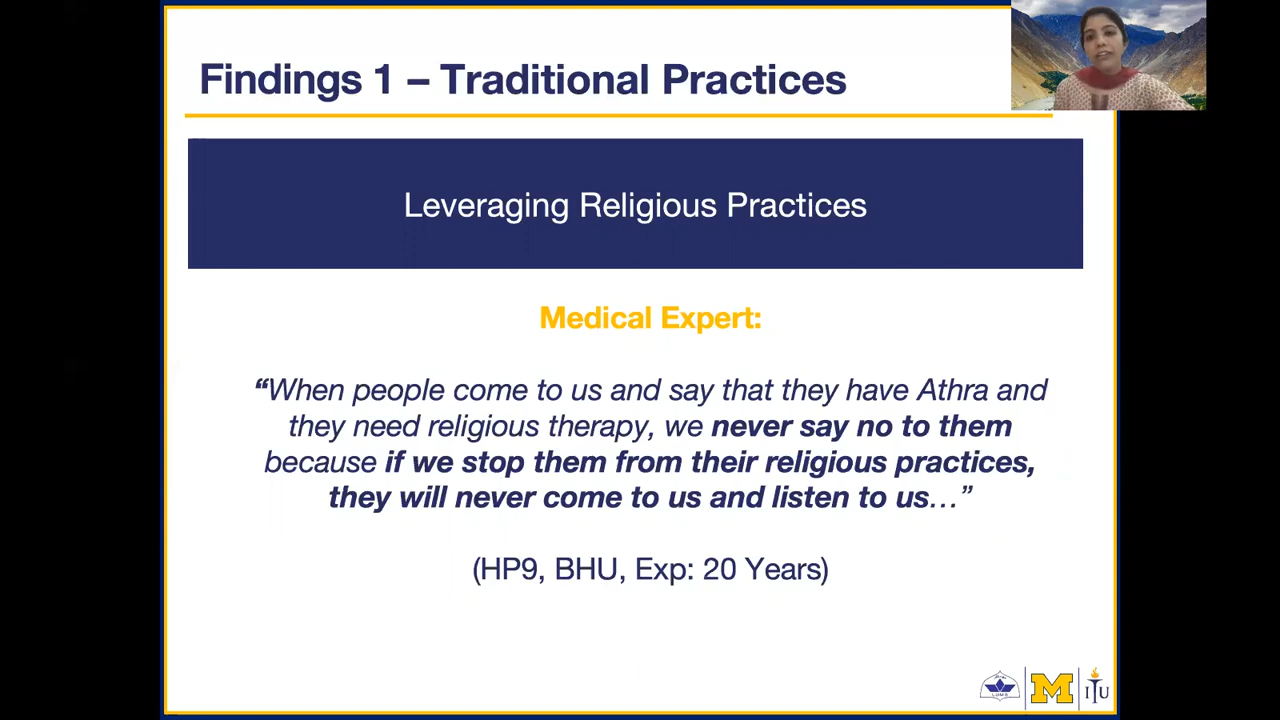 Findings 1 – Traditional Practices
Leveraging Religious Practices
Medical Expert:
“When people come to us and say that they have Athra and
they need religious therapy, we never say no to them
because if we stop them from their religious practices,
they will never come to us and listen to us…”
(HP9, BHU, Exp: 20 Years)
M
ITU